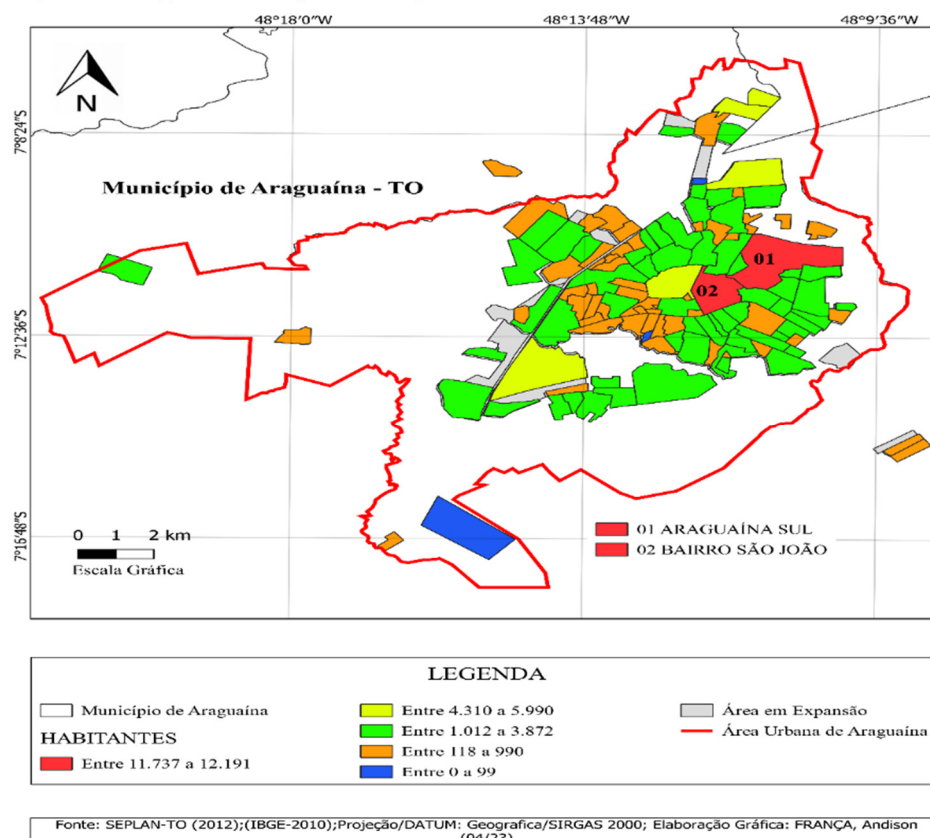 48°18'0"W 48°13'48"W 48°9'36"W
N
7°8'24"S
Município de Araguaína - TO
01
02
7°12'36"S
7°16'48"S
0 1 2 km
Escala Gráfica
01 ARAGUAÍNA SUL
02 BAIRRO SÃO JOÃO
LEGENDA
Município de Araguaína
HABITANTES
Entre 11.737 a 12.191
Entre 4.310 a 5.990
Entre 1.012 a 3.872
Entre 118 a 990
Entre 0 a 99
Área em Expansão
Área Urbana de Araguaína
Fonte: SEPLAN-TO (2012);(IBGE-2010);Projeção/DATUM: Geografica/SIRGAS 2000; Elaboração Gráfica: FRANÇA, Andison
(04/23)